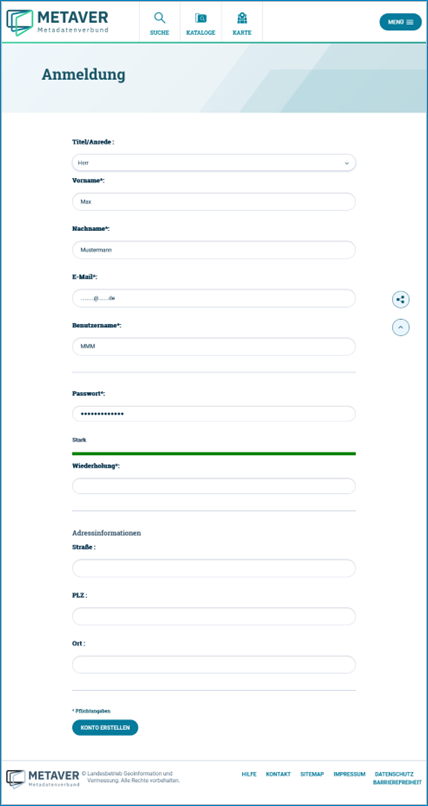 METAVER
Metadatenverbund
SUCHE
KATALOGE
KARTE
MENÜ
Anmeldung
Titel/Anrede :
Herr
Vorname*:
Max
Nachname*:
Mustermann
E-Mail*:
........@......de
Benutzername*:
MMM
Passwort*:
•••••••••••••
Stark
Wiederholung*:
Adressinformationen
Straße :
PLZ :
Ort :
* Pflichtangaben
KONTO ERSTELLEN
METAVER
Metadatenverbund
© Landesbetrieb Geoinformation und
Vermessung. Alle Rechte vorbehalten.
HILFE KONTAKT SITEMAP IMPRESSUM DATENSCHUTZ
BARRIEREFREIHEIT